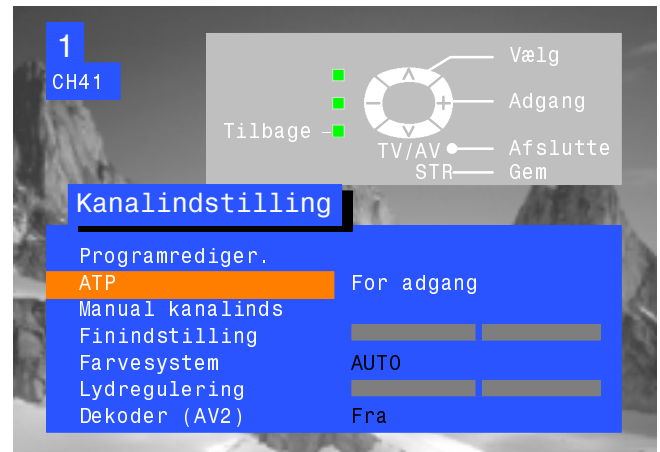 1
CH41
Vælg
Adgang
Tilbage
TV/AV
Afslutte
STR
Gem
Kanalindstilling
Programrediger.
ATP For adgang
Manual kanalinds
Finindstilling
Farvesystem AUTO
Lydregulering
Dekoder (AV2) Fra